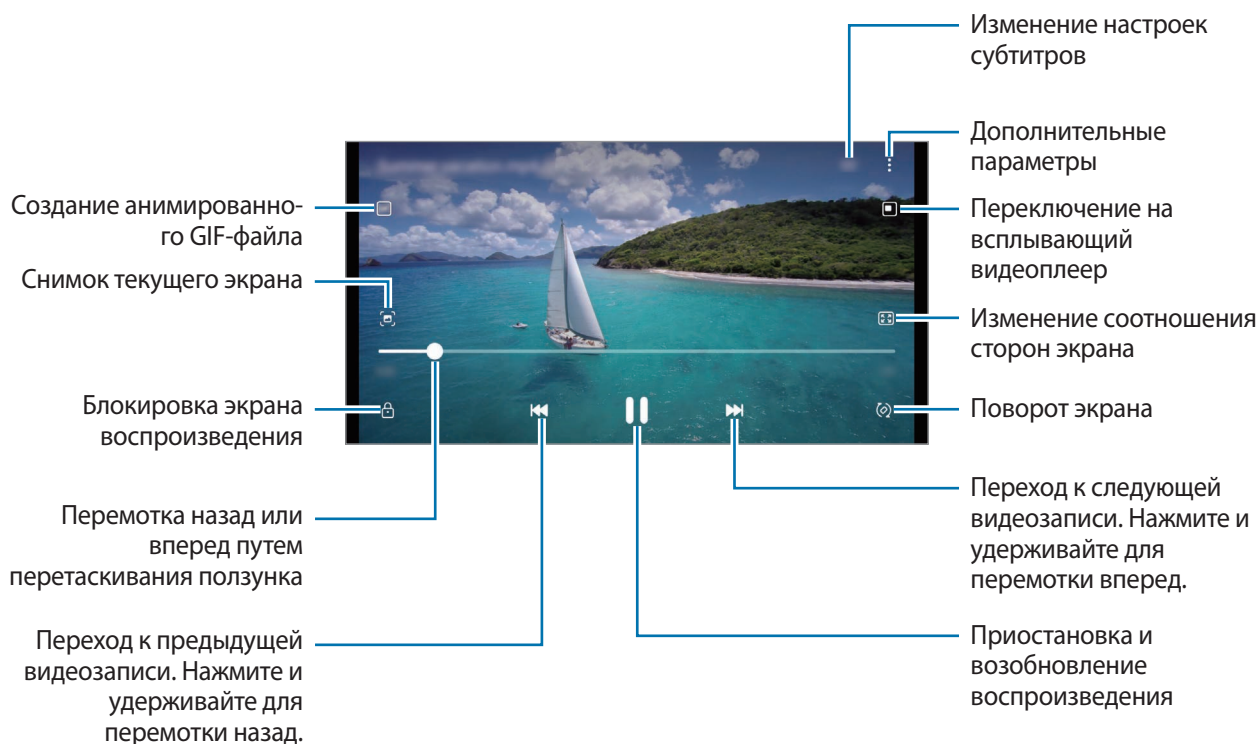 Изменение настроек
субтитров
Дополнительные
параметры
Переключение на
всплывающий
видеоплеер
Изменение соотношения
сторон экрана
Поворот экрана
Переход к следующей
видеозаписи. Нажмите и
удерживайте для
перемотки вперед.
Приостановка и
возобновление
воспроизведения
Создание анимированно-
го GIF-файла
Снимок текущего экрана
Блокировка экрана
воспроизведения
Перемотка назад или
вперед путем
перетаскивания ползунка
Переход к предыдущей
видеозаписи. Нажмите и
удерживайте для
перемотки назад.